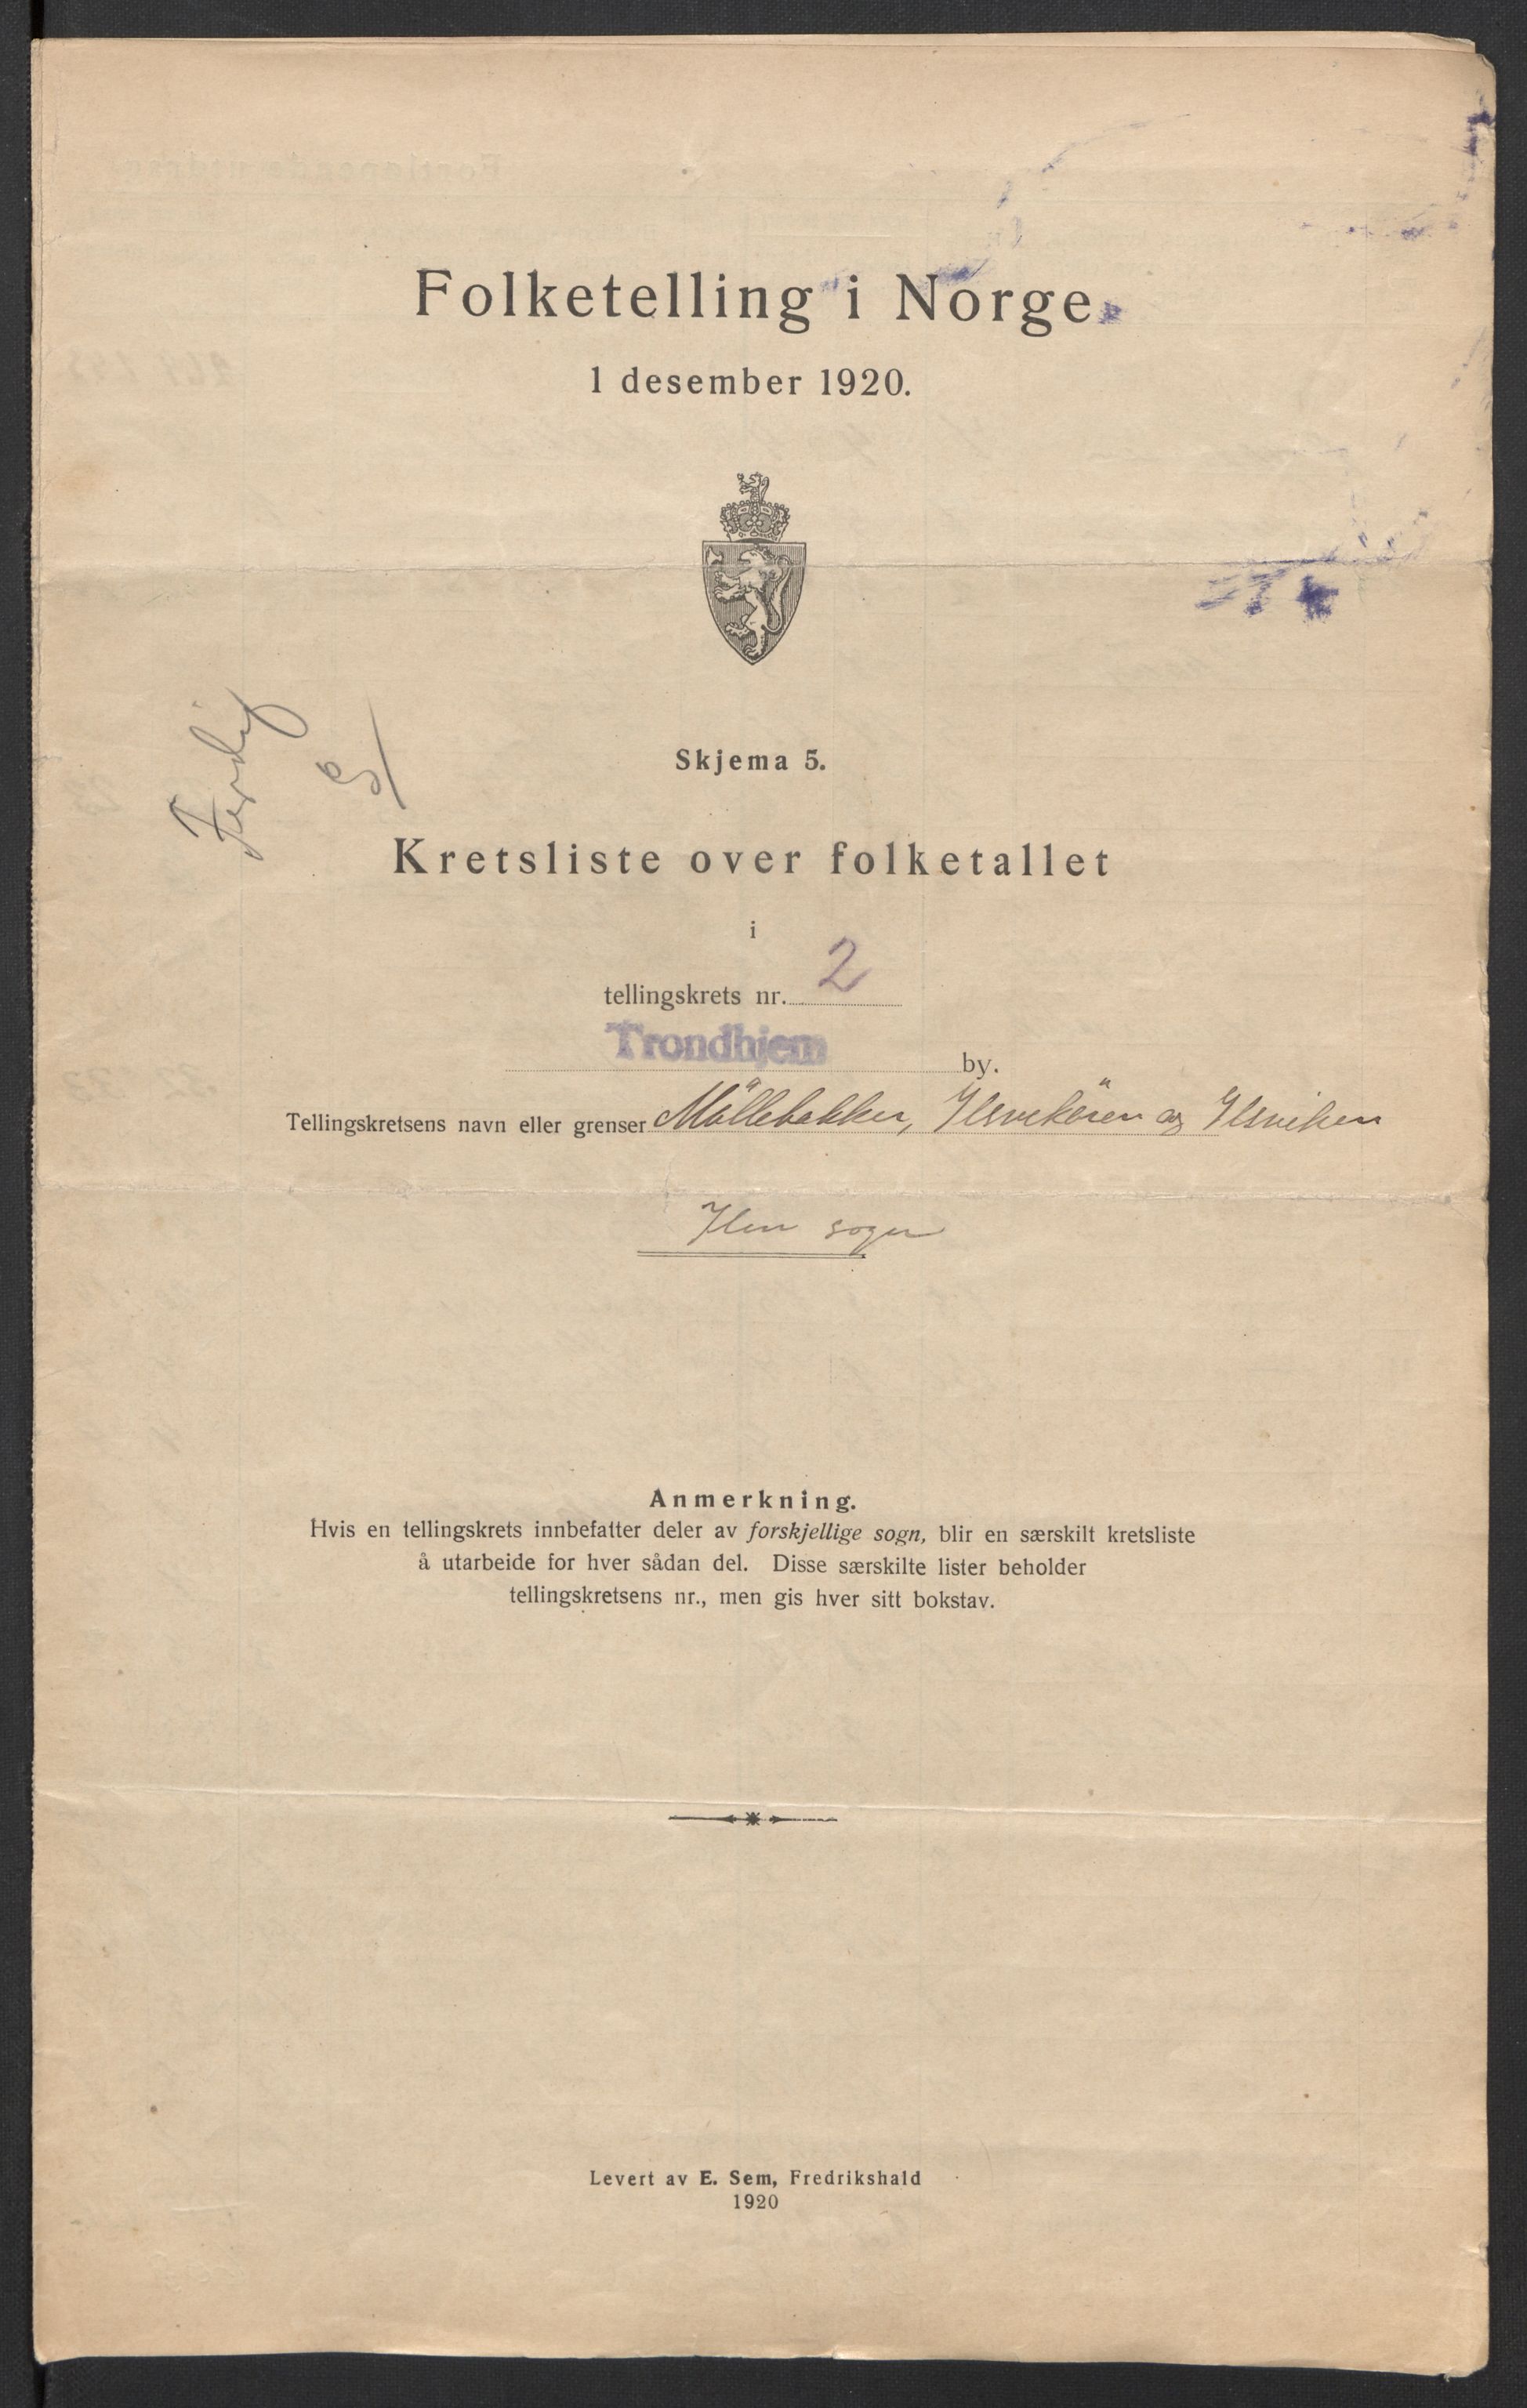 Folketelling i Norge
1 desember 1920.
Ferdig
Skjema 5.
Kretsliste over folketallet
i
tellingskrets nr. 2
Trondhjem by.
Tellingskretsens navn eller grenser Möllebakken, Ilsvikören og Ilsviken
Ilen sogn
Anmerkning.
Hvis en tellingskrets innbefatter deler av forskjellige sogn, blir en særskilt kretsliste
å utarbeide for hver sådan del. Disse særskilte lister beholder
tellingskretsens nr., men gis hver sitt bokstav.
Levert av E. Sem, Fredrikshald
1920